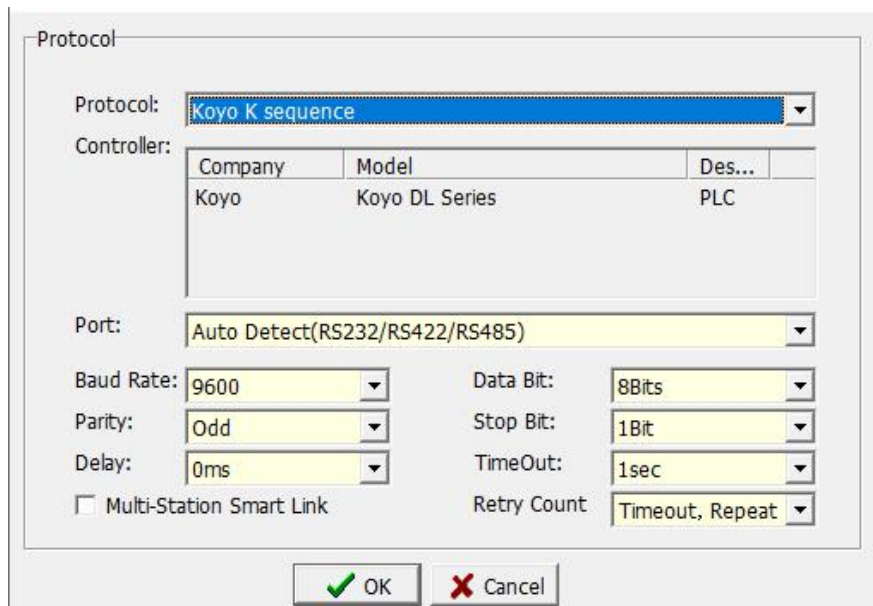 Protocol
Protocol: Koyo K sequence
Controller:
Company Model Des...
Koyo Koyo DL Series PLC
Port: Auto Detect(RS232/RS422/RS485)
Baud Rate: 9600 Data Bit: 8Bits
Parity: Odd Stop Bit: 1Bit
Delay: 0ms TimeOut: 1sec
Multi-Station Smart Link Retry Count Timeout, Repeat
OK Cancel